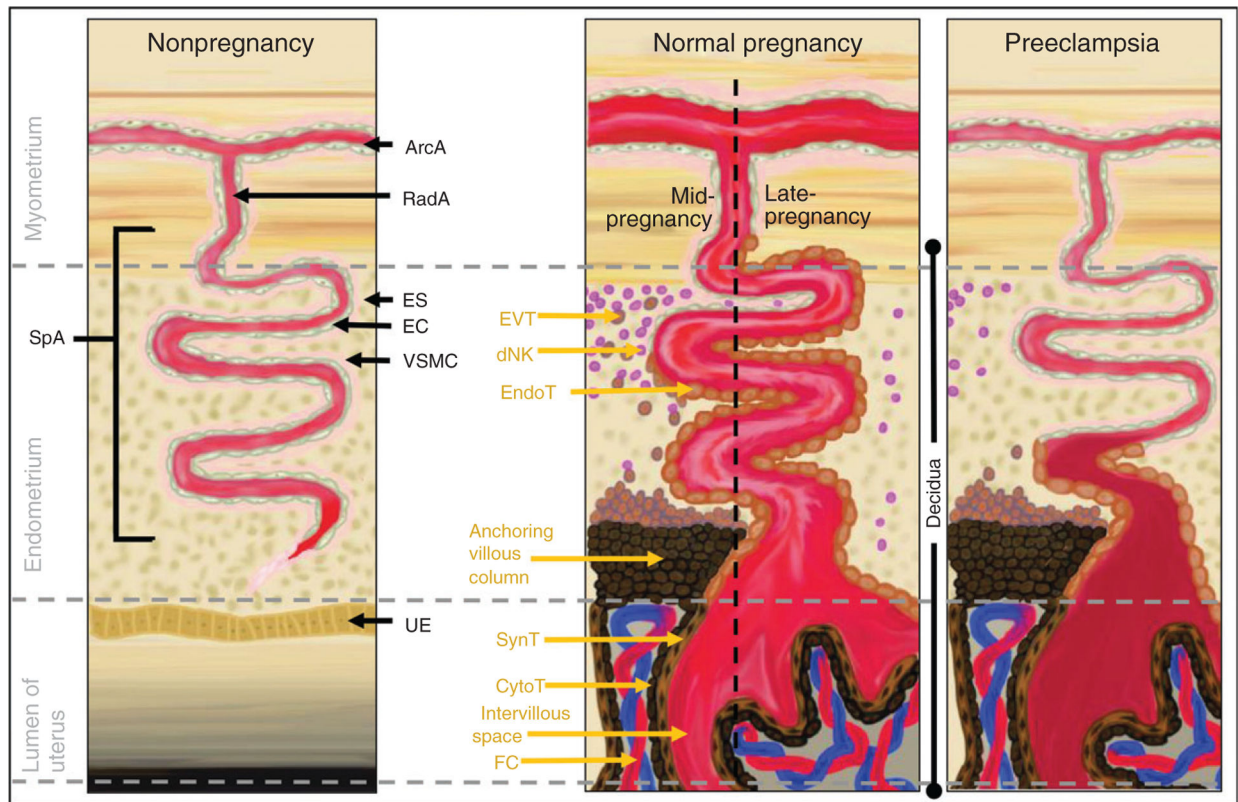 Nonpregnancy
Normal pregnancy
Preeclampsia
Myometrium
Endometrium
Lumen of
uterus
ArcA
RadA
SpA
ES
EC
VSMC
UE
Mid-
pregnancy
Late-
pregnancy
EVT
dNK
EndoT
Anchoring
villous
column
SynT
CytoT
Intervillous
space
FC
Decidua